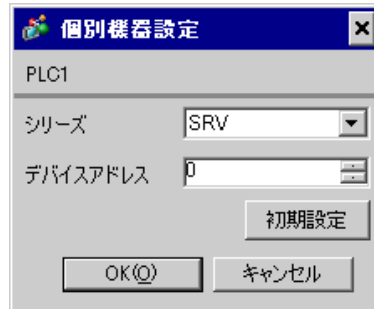 個別機器設定
PLC1
シリーズ SRV
デバイスアドレス 0
初期設定
OK(O) キャンセル